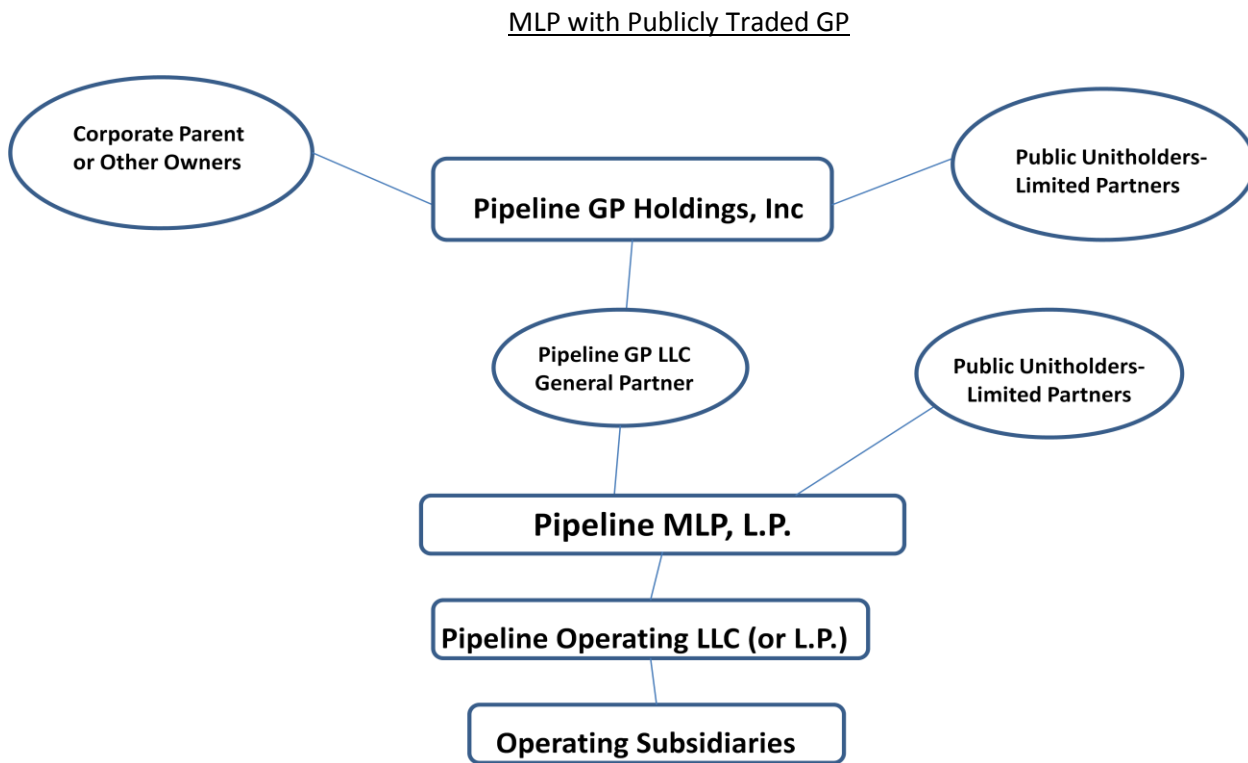 MLP with Publicly Traded GP
Corporate Parent
or Other Owners
Public Unitholders-
Limited Partners
Pipeline GP Holdings, Inc
Pipeline GP LLC
General Partner
Public Unitholders-
Limited Partners
Pipeline MLP, L.P.
Pipeline Operating LLC (or L.P.)
Operating Subsidiaries